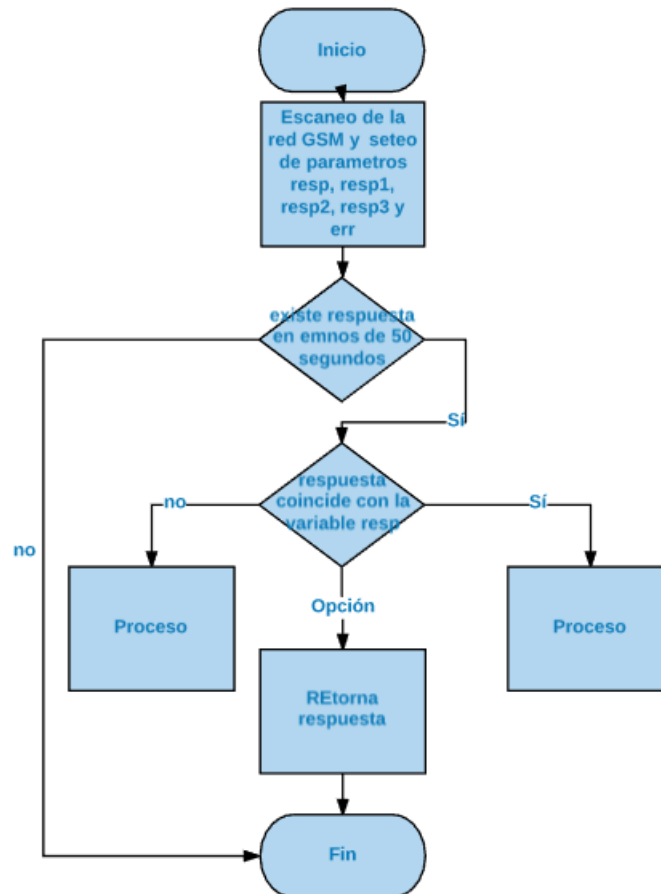 Inicio
Escaneo de la
red GSM y seteo
de parametros
resp, resp1,
resp2, resp3 y
err
existe respuesta
en emnos de 50
segundos
Sí
respuesta
coincide con la
variable resp
no
Sí
no
Opción
Proceso
Proceso
REtorna
respuesta
Fin